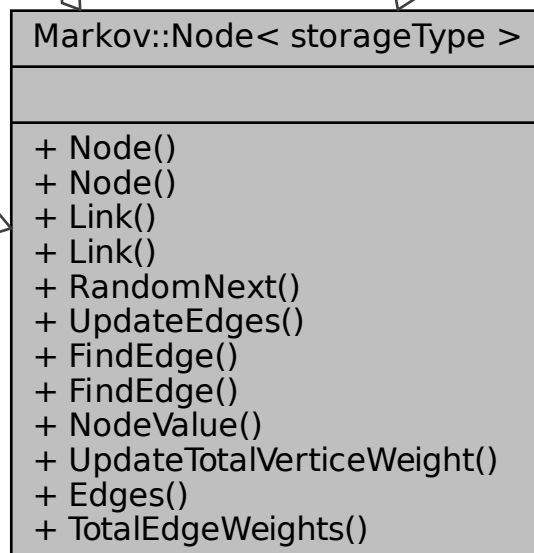 Markov::Node< storageType >
+ Node()
+ Node()
+ Link()
+ Link()
+ RandomNext()
+ UpdateEdges()
+ FindEdge()
+ FindEdge()
+ NodeValue()
+ UpdateTotalVerticeWeight()
+ Edges()
+ TotalEdgeWeights()